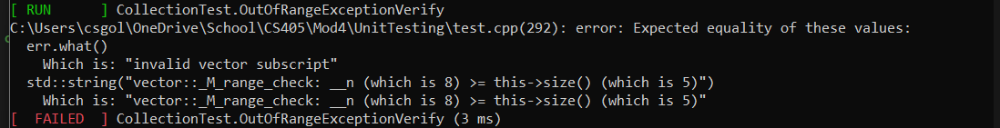 [ RUN      ] CollectionTest.OutOfRangeExceptionVerify
C:\Users\csgol\OneDrive\School\CS405\Mod4\UnitTesting\test.cpp(292): error: Expected equality of these values:
  err.what()
    Which is: "invalid vector subscript"
  std::string("vector::_M_range_check: __n (which is 8) >= this->size() (which is 5)")
    Which is: "vector::_M_range_check: __n (which is 8) >= this->size() (which is 5)"
[  FAILED  ] CollectionTest.OutOfRangeExceptionVerify (3 ms)